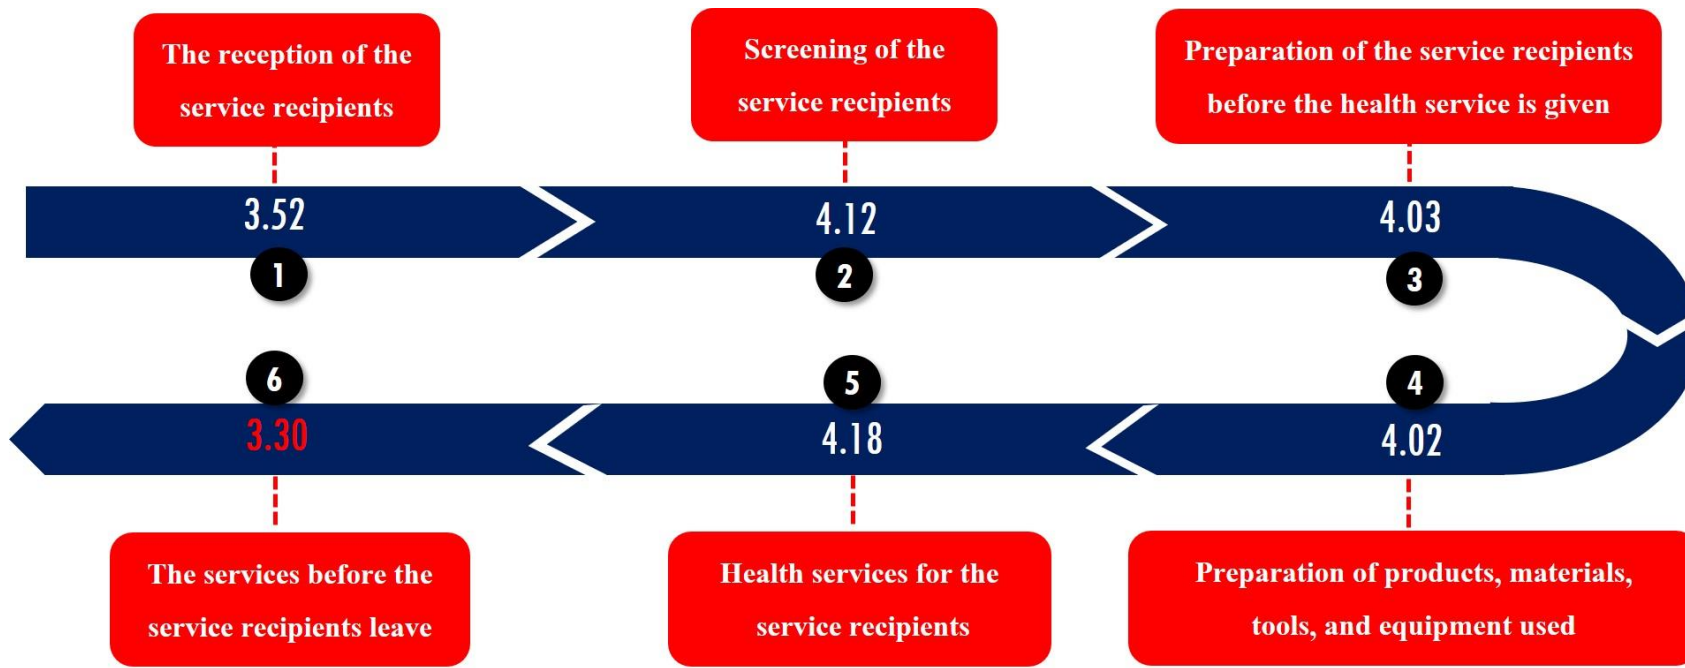 The reception of the
service recipients
Screening of the
service recipients
Preparation of the service recipients
before the health service is given
3.52
4.12
4.03
1
2
3
6
5
4
3.30
4.18
4.02
The services before the
service recipients leave
Health services for the
service recipients
Preparation of products, materials,
tools, and equipment used